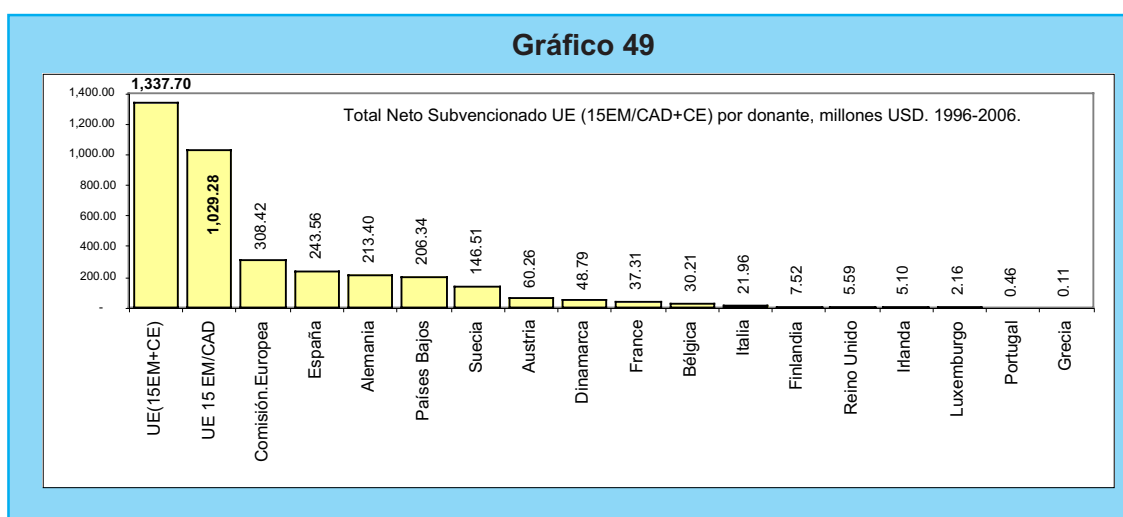 Gráfico 49
1,337.70
Total Neto Subvencionado UE (15EM/CAD+CE) por donante, millones USD. 1996-2006.
1,400.00
1,200.00
1,000.00
800.00
600.00
400.00
200.00
-
1,029.28
308.42
243.56
213.40
206.34
146.51
60.26
48.79
37.31
30.21
21.96
7.52
5.59
5.10
2.16
0.46
0.11
UE(15EM+CE)
UE 15 EM/CAD
Comisión.Europea
España
Alemania
Países Bajos
Suecia
Austria
Dinamarca
France
Bélgica
Italia
Finlandia
Reino Unido
Irlanda
Luxemburgo
Portugal
Grecia